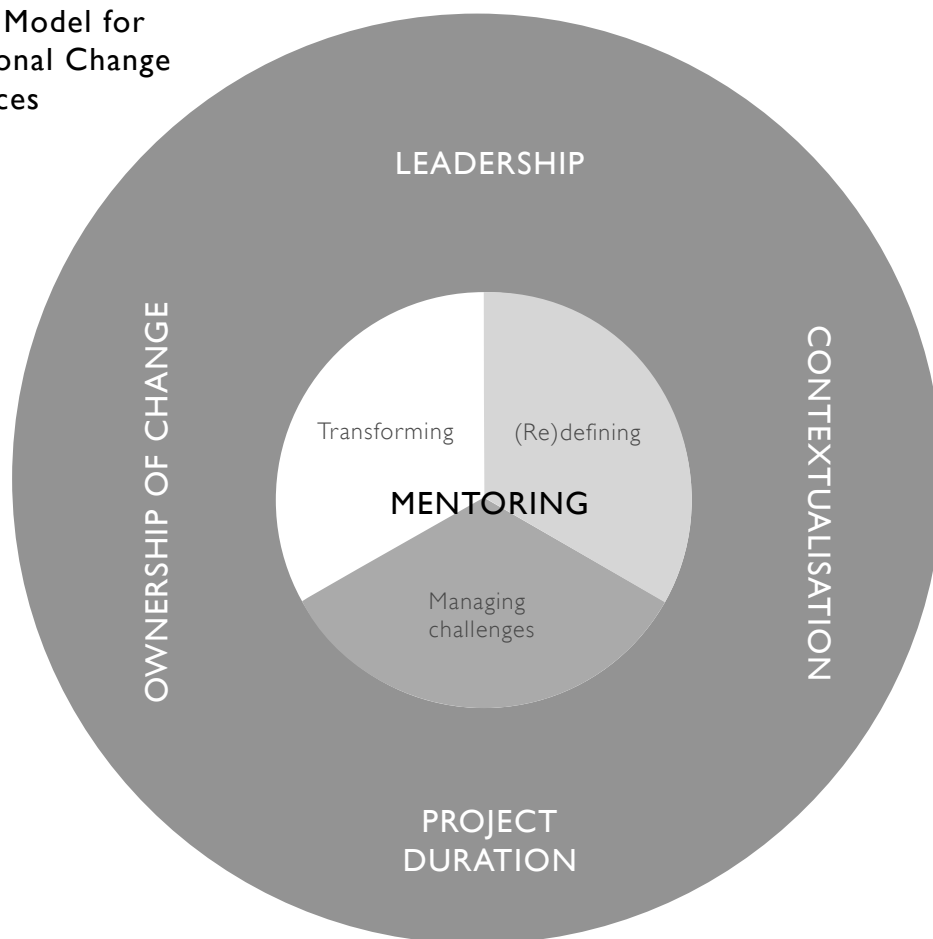 Model for
onal Change
ces
LEADERSHIP
OWNERSHIP OF CHANGE
CONTEXTUALISATION
Transforming
(Re)defining
MENTORING
Managing
challenges
PROJECT
DURATION